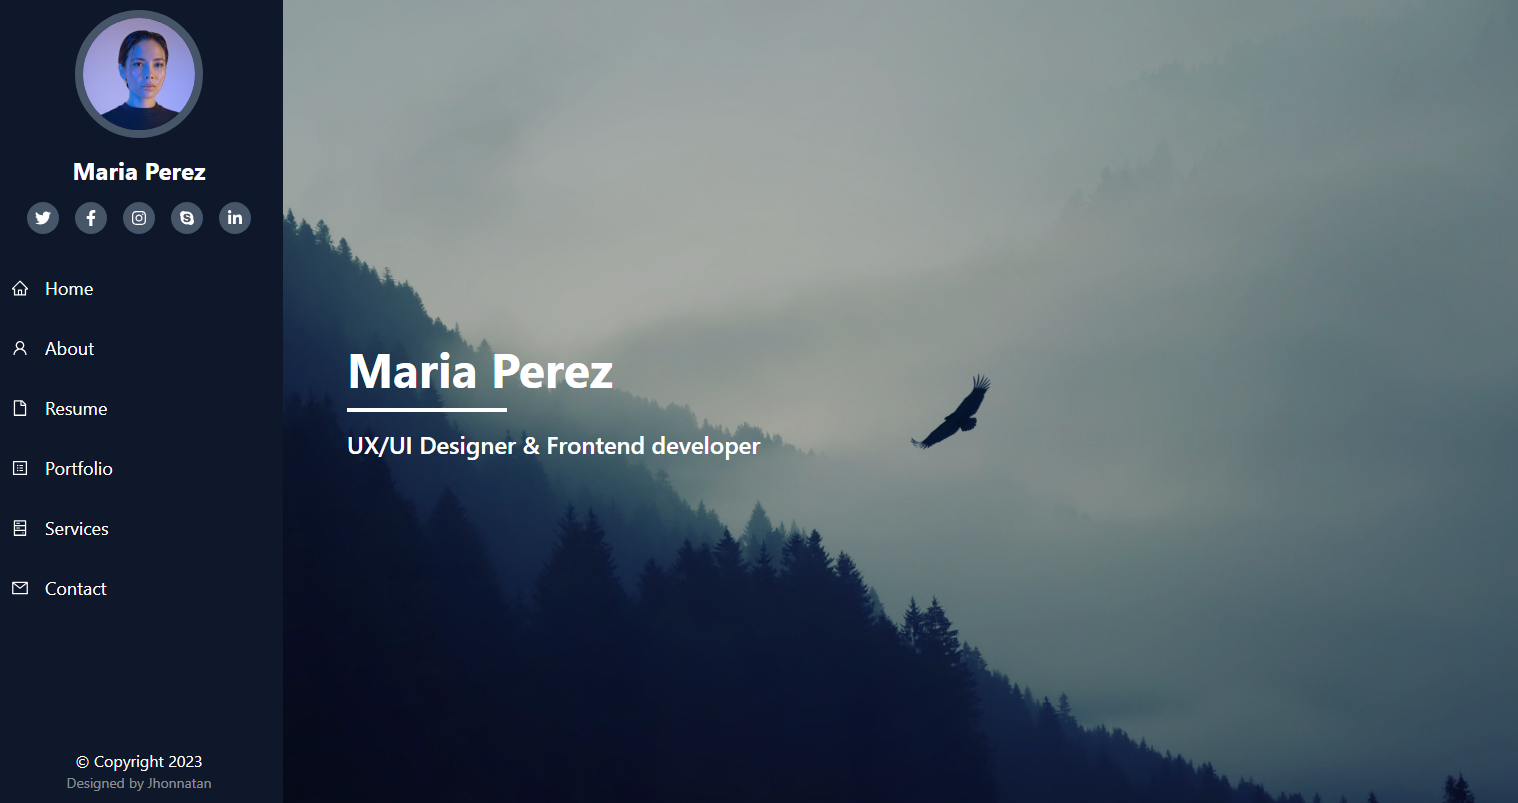 Maria Perez
Home
About
Resume
Portfolio
Services
Contact
© Copyright 2023
Designed by Jhonnatan
Maria Perez
UX/UI Designer & Frontend developer